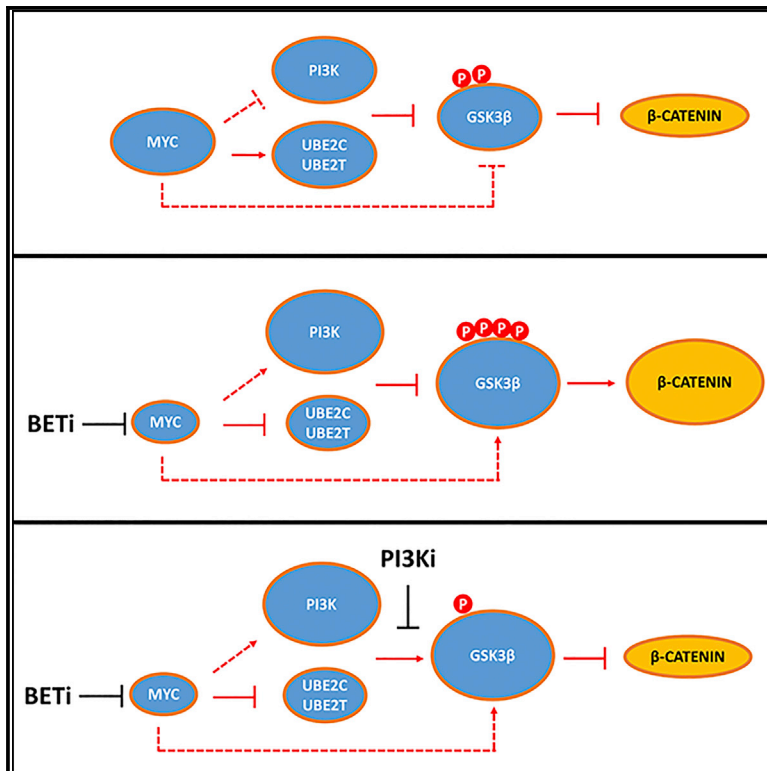 PI3K
P P
GSK3β
β-CATENIN
MYC
UBE2C
UBE2T
PI3K
P P P P
GSK3β
β-CATENIN
BETi
MYC
UBE2C
UBE2T
PI3Ki
PI3K
P
GSK3β
β-CATENIN
BETi
MYC
UBE2C
UBE2T